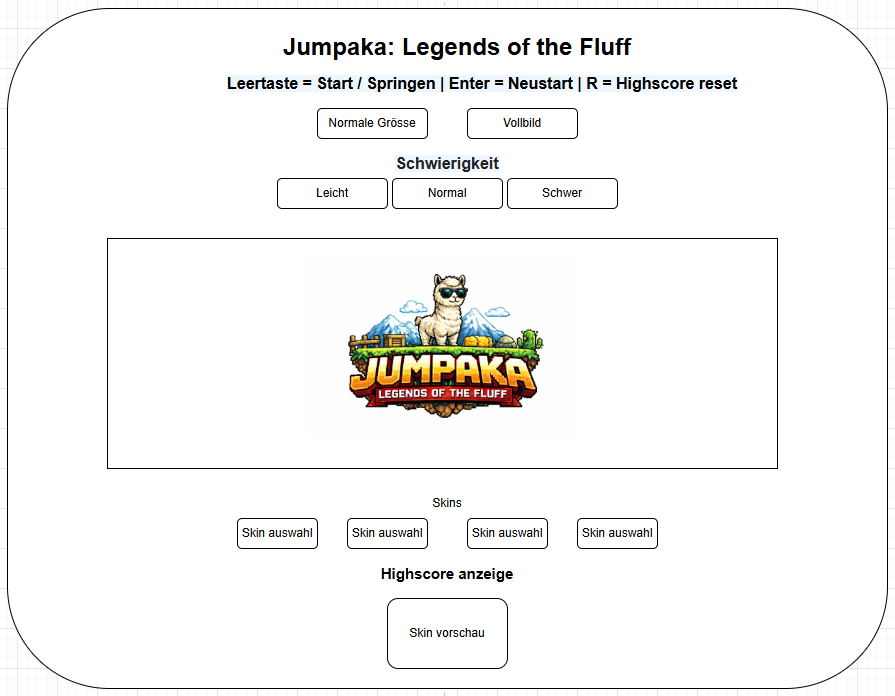 Jumpaka: Legends of the Fluff
Leertaste = Start / Springen | Enter = Neustart | R = Highscore reset
Normale Grösse
Vollbild
Schwierigkeit
Leicht
Normal
Schwer
JUMPAKA
LEGENDS OF THE FLUFF
Skins
Skin auswahl
Skin auswahl
Skin auswahl
Skin auswahl
Highscore anzeige
Skin vorschau